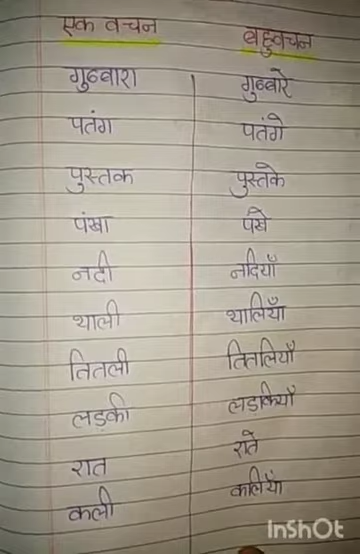 एक वचन बहुवचन
गुब्बारा गुब्बारे
पतंग पतंगे
पुस्तक पुस्तके
पंखा पंखे
नदी नदियाँ
थाली थालियाँ
तितली तितलियाँ
लड़की लड़कियाँ
रात राते
कली कलियाँ
InShOt